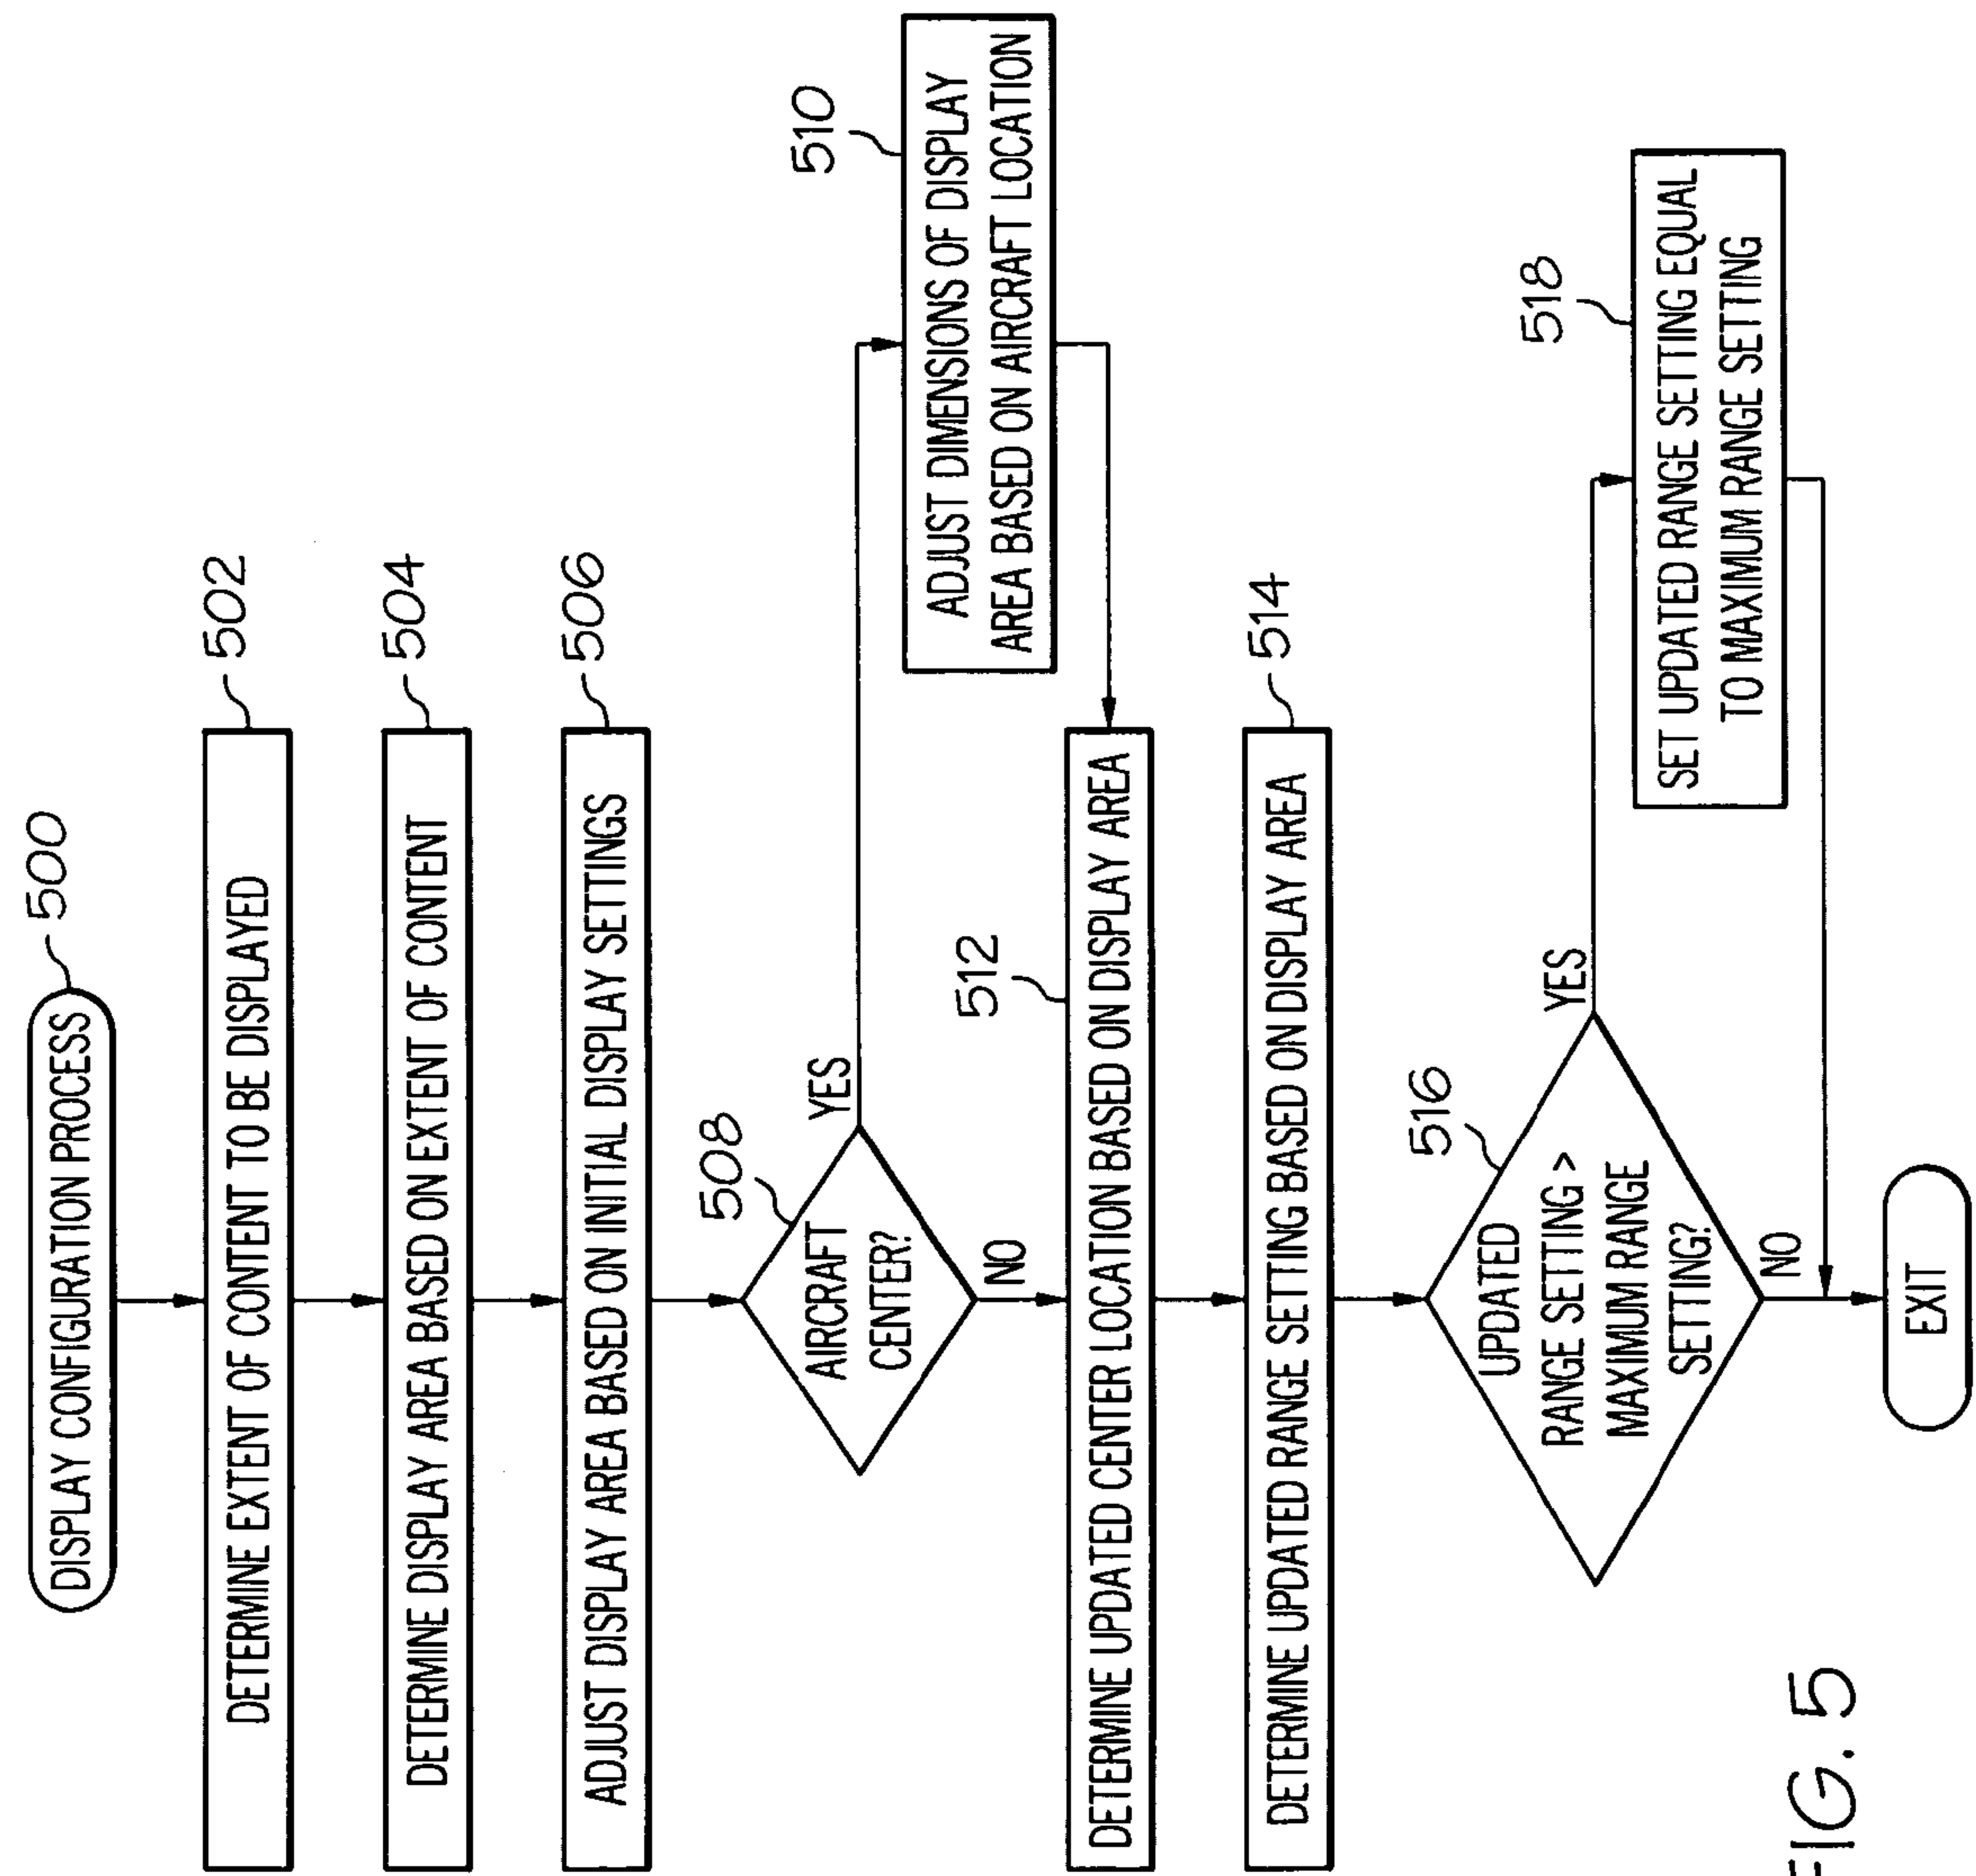 DISPLAY CONFIGURATION PROCESS
500
DETERMINE EXTENT OF CONTENT TO BE DISPLAYED
502
DETERMINE DISPLAY AREA BASED ON EXTENT OF CONTENT
504
ADJUST DISPLAY AREA BASED ON INITIAL DISPLAY SETTINGS
506
508
AIRCRAFT
CENTER?
YES
NO
510
ADJUST DIMENSIONS OF DISPLAY
AREA BASED ON AIRCRAFT LOCATION
512
DETERMINE UPDATED CENTER LOCATION BASED ON DISPLAY AREA
DETERMINE UPDATED RANGE SETTING BASED ON DISPLAY AREA
514
516
UPDATED
RANGE SETTING >
MAXIMUM RANGE
SETTING?
YES
NO
518
SET UPDATED RANGE SETTING EQUAL
TO MAXIMUM RANGE SETTING
EXIT
FIG. 5